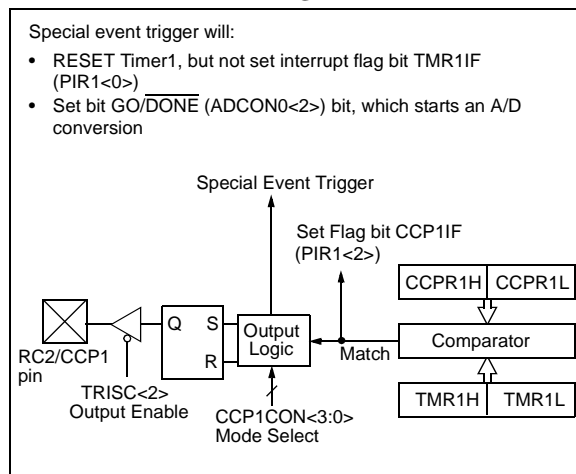 Special event trigger will:
• RESET Timer1, but not set interrupt flag bit TMR1IF
(PIR1<0>)
• Set bit GO/DONE (ADCON0<2>) bit, which starts an A/D
conversion
Special Event Trigger
Set Flag bit CCP1IF
(PIR1<2>)
CCPR1H CCPR1L
Q S Output
Logic
R
Match
Comparator
RC2/CCP1
pin
TRISC<2>
Output Enable
TMR1H TMR1L
CCP1CON<3:0>
Mode Select